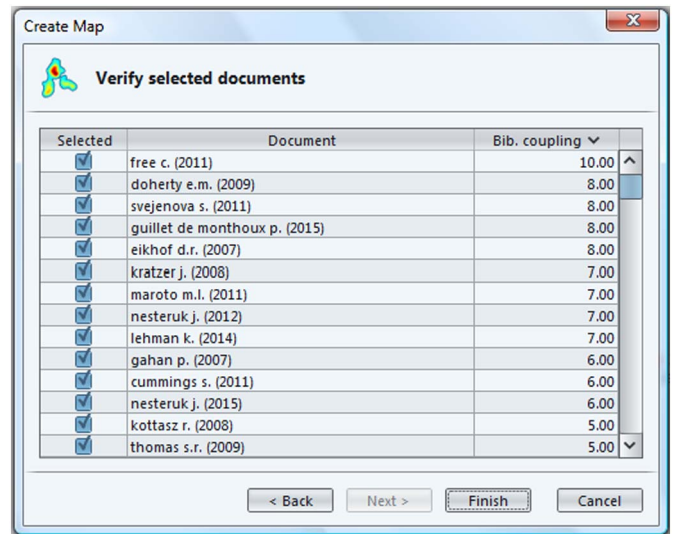 Create Map
Verify selected documents
Selected Document Bib. coupling
free c. (2011) 10.00
doherty e.m. (2009) 8.00
svejenova s. (2011) 8.00
guillet de monthoux p. (2015) 8.00
eikhof d.r. (2007) 8.00
kratzer j. (2008) 7.00
maroto m.l. (2011) 7.00
nesteruk j. (2012) 7.00
lehman k. (2014) 7.00
gahan p. (2007) 6.00
cummings s. (2011) 6.00
nesteruk j. (2015) 6.00
kottasz r. (2008) 5.00
thomas s.r. (2009) 5.00
< Back Next > Finish Cancel